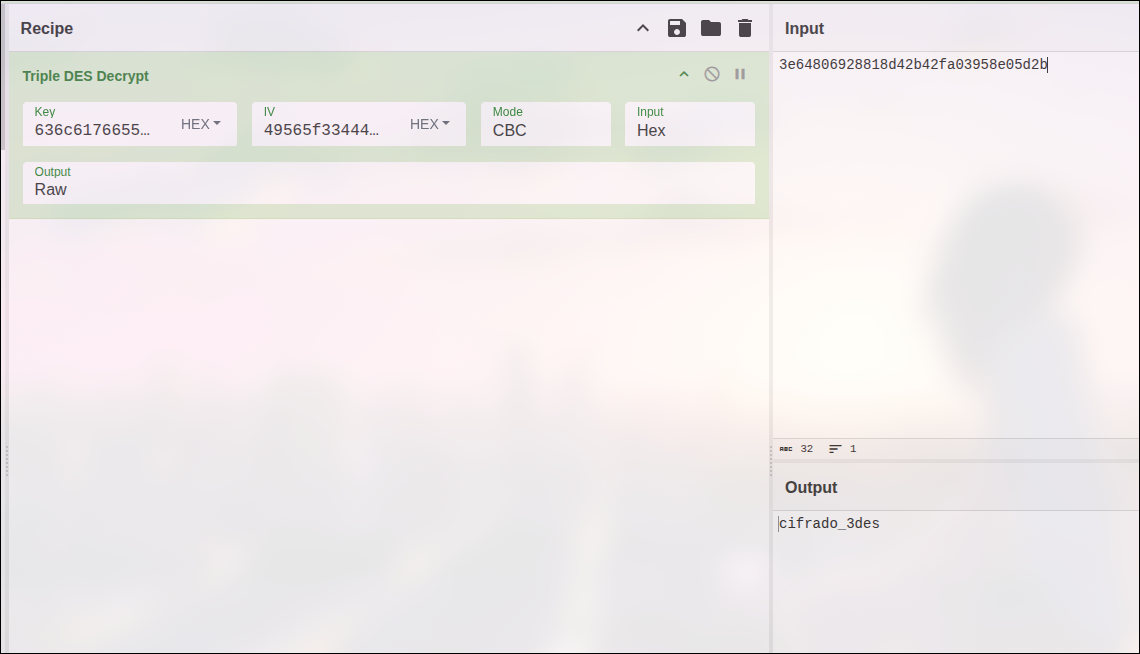 Recipe
Triple DES Decrypt
Key
636c6176655…
HEX
IV
49565f33444…
HEX
Mode
CBC
Input
Hex
Output
Raw
Input
3e64806928818d42b42fa03958e05d2b
ABC 32 1
Output
cifrado_3des